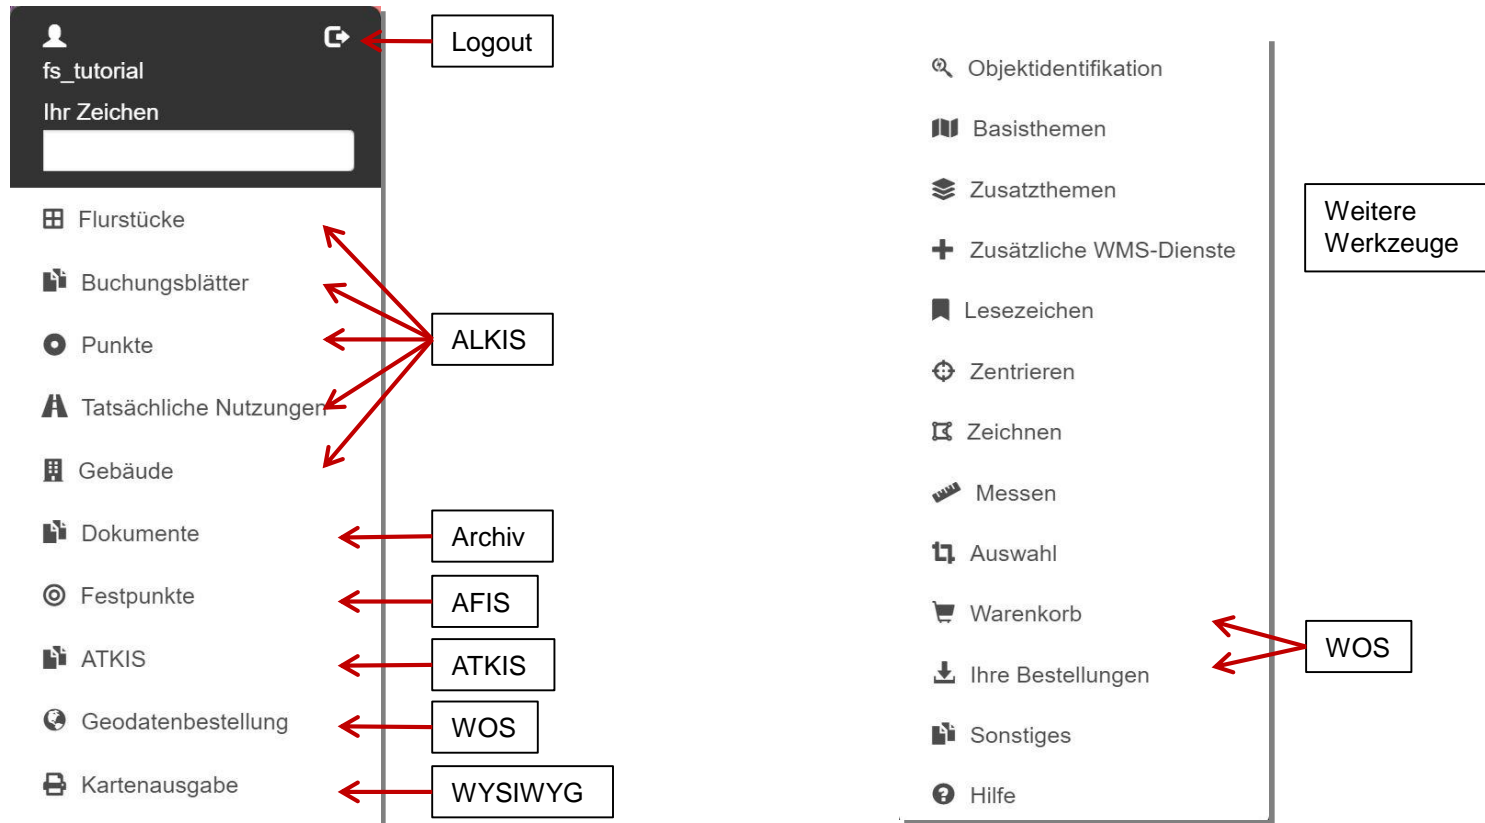 Logout
fs_tutorial
Ihr Zeichen
Flurstücke
Buchungsblätter
Punkte
ALKIS
Tatsächliche Nutzungen
Gebäude
Dokumente
Archiv
Festpunkte
AFIS
ATKIS
ATKIS
Geodatenbestellung
WOS
Kartenausgabe
WYSIWYG
Objektidentifikation
Basisthemen
Zusatzthemen
Zusätzliche WMS-Dienste
Weitere
Werkzeuge
Lesezeichen
Zentrieren
Zeichnen
Messen
Auswahl
Warenkorb
Ihre Bestellungen
WOS
Sonstiges
Hilfe